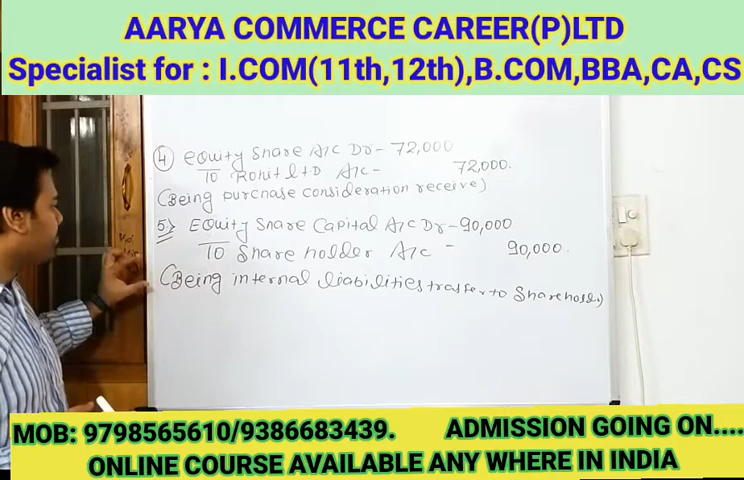 AARYA COMMERCE CAREER(P)LTD
Specialist for : I.COM(11th,12th),B.COM,BBA,CA,CS
④ Equity Share A/C Dr - 72,000
To Rohit LtD A/c - 72,000.
(Being purchase consideration receive)
5⟩ Equity Share Capital A/c Dr - 90,000
To Shareholder A/c - 90,000.
(Being internal liabilities trasfer to Sharehold.)
MOB: 9798565610/9386683439. ADMISSION GOING ON....
ONLINE COURSE AVAILABLE ANY WHERE IN INDIA